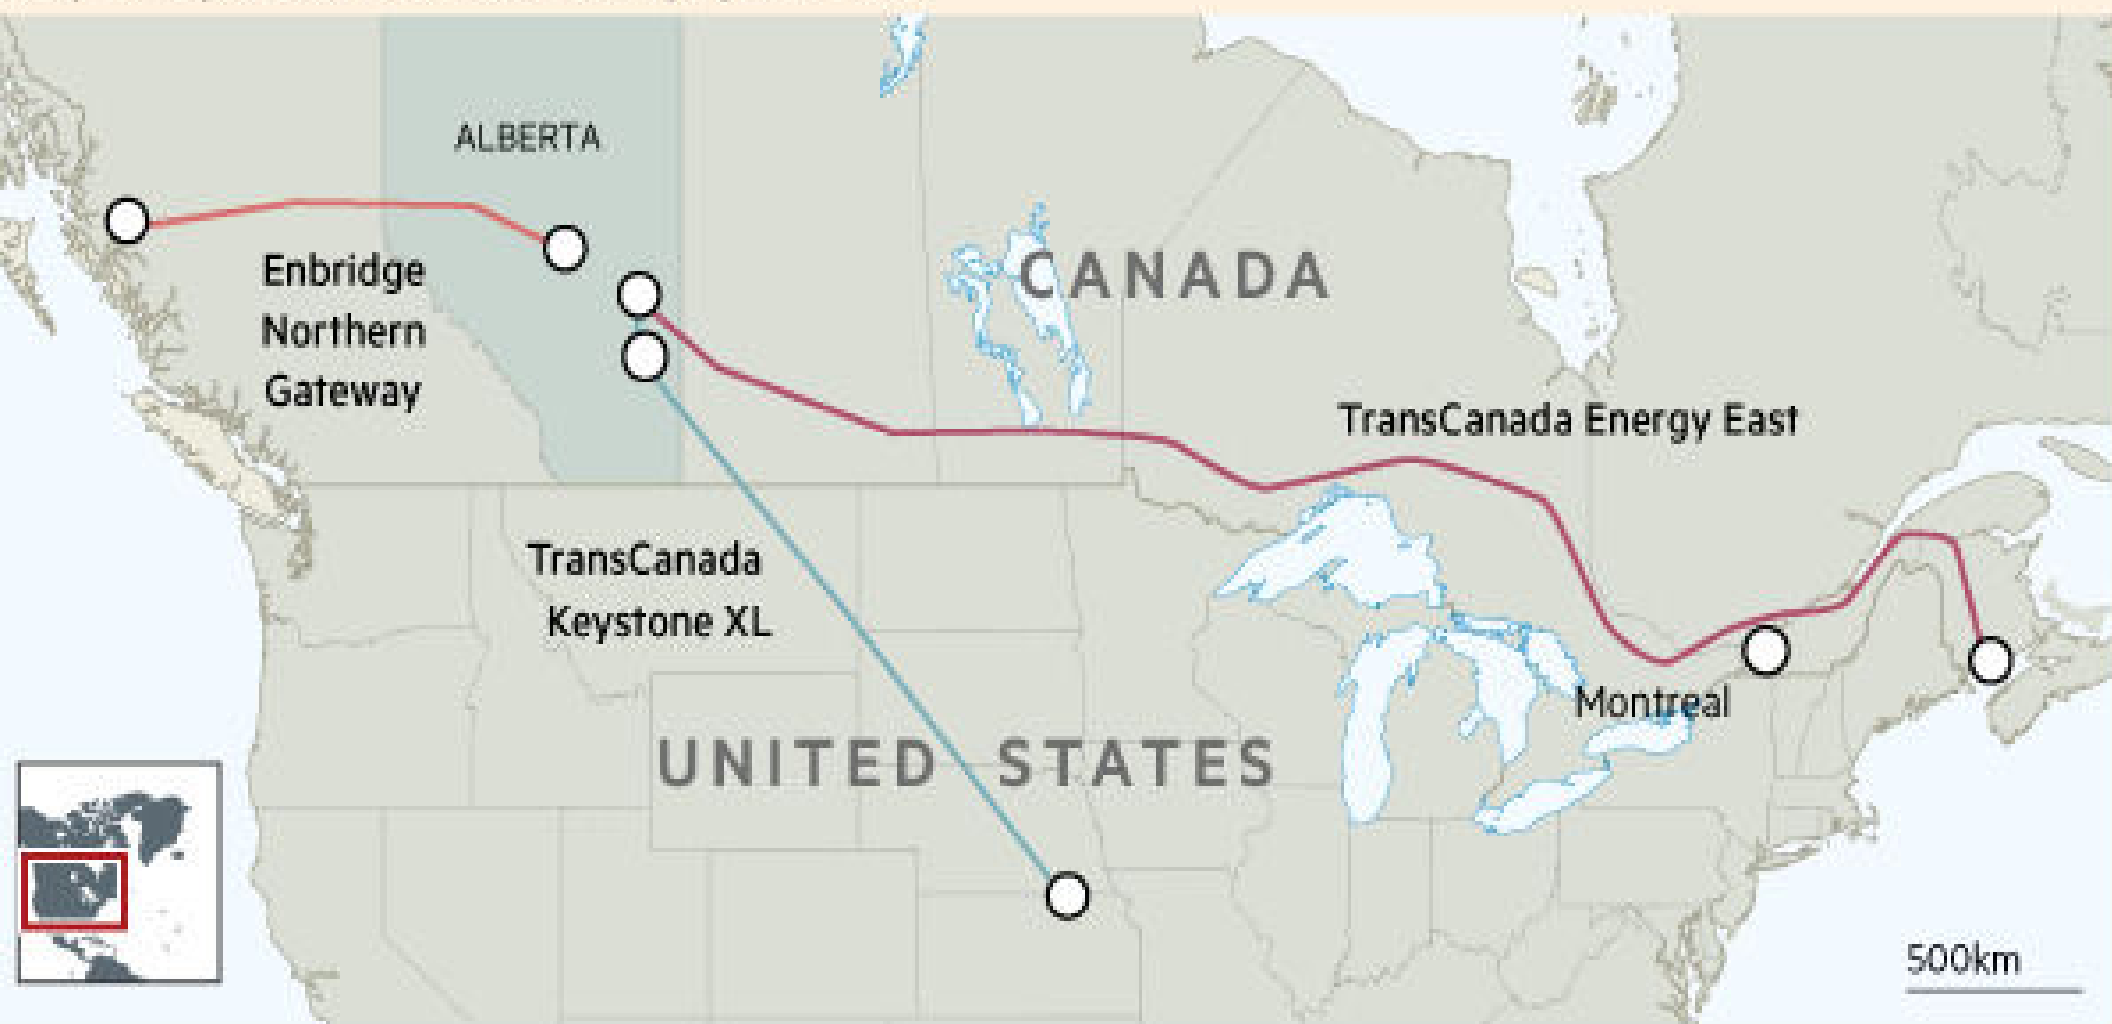 ALBERTA
Enbridge
Northern
Gateway
CANADA
TransCanada Energy East
TransCanada
Keystone XL
Montreal
UNITED STATES
500km